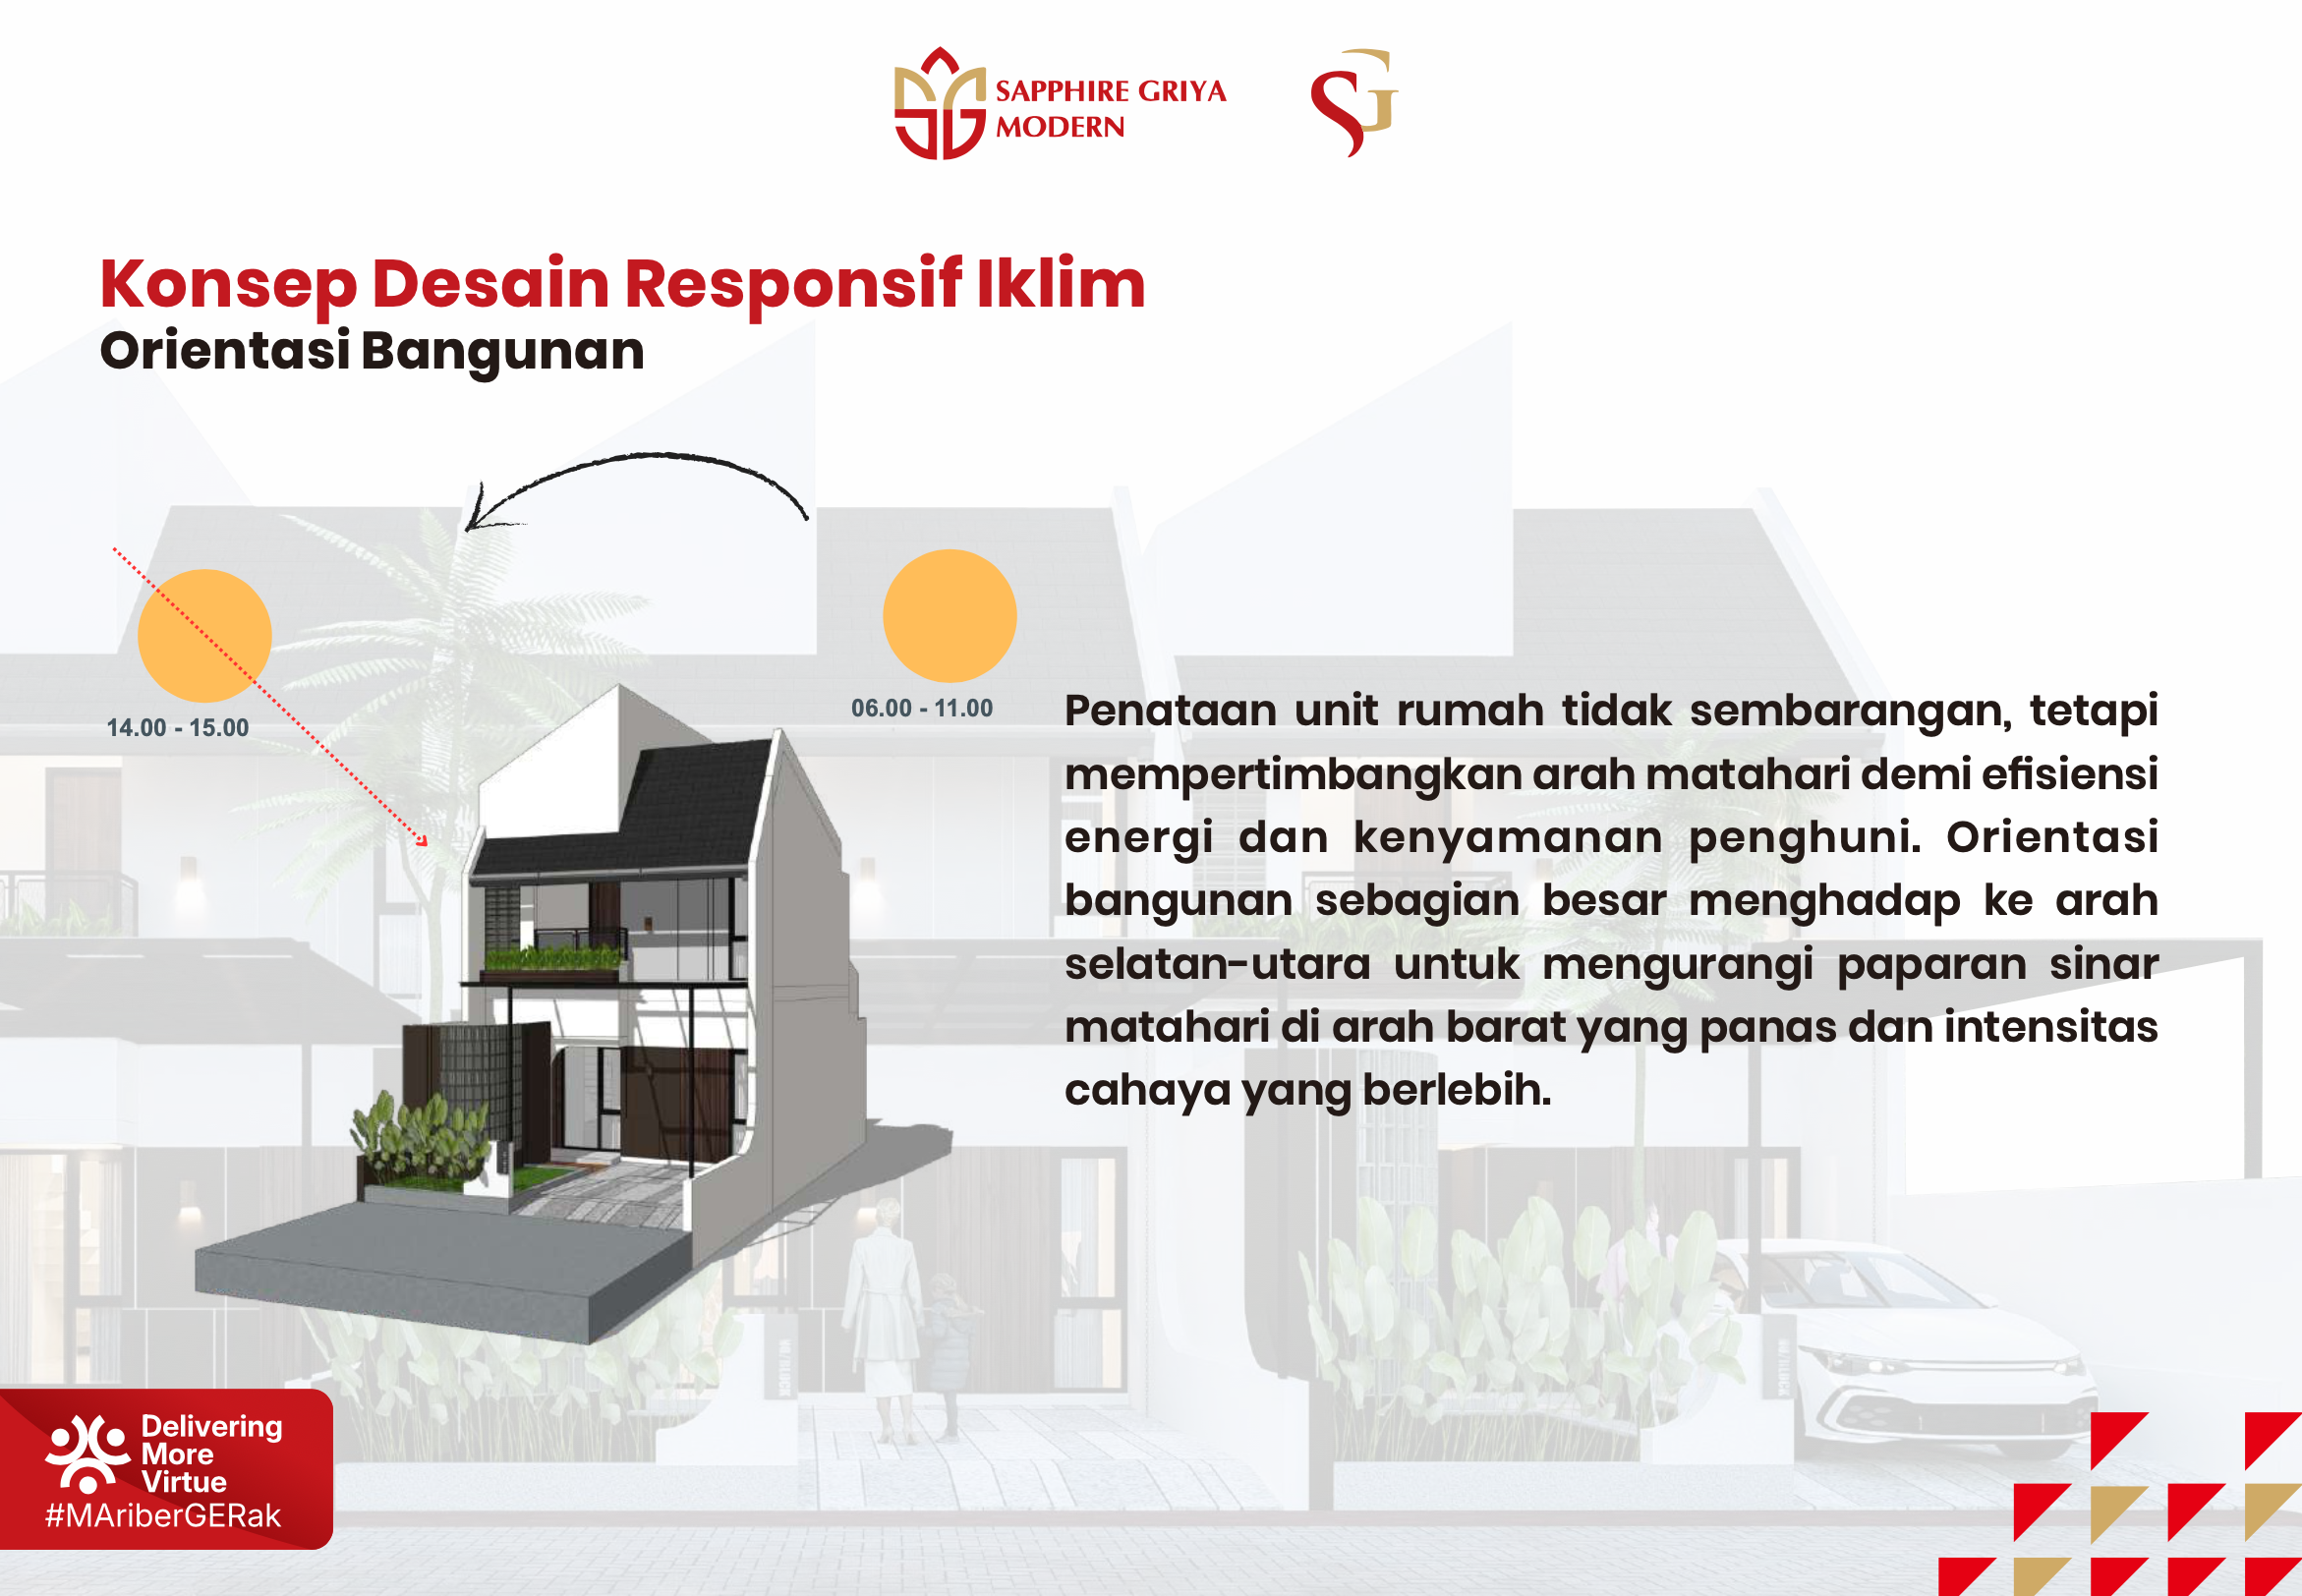 SAPPHIRE GRIYA
MODERN
SG
Konsep Desain Responsif Iklim
Orientasi Bangunan
14.00 - 15.00
06.00 - 11.00
Penataan unit rumah tidak sembarangan, tetapi
mempertimbangkan arah matahari demi efisiensi
energi dan kenyamanan penghuni. Orientasi
bangunan sebagian besar menghadap ke arah
selatan-utara untuk mengurangi paparan sinar
matahari di arah barat yang panas dan intensitas
cahaya yang berlebih.
Delivering
More
Virtue
#MAriberGERak